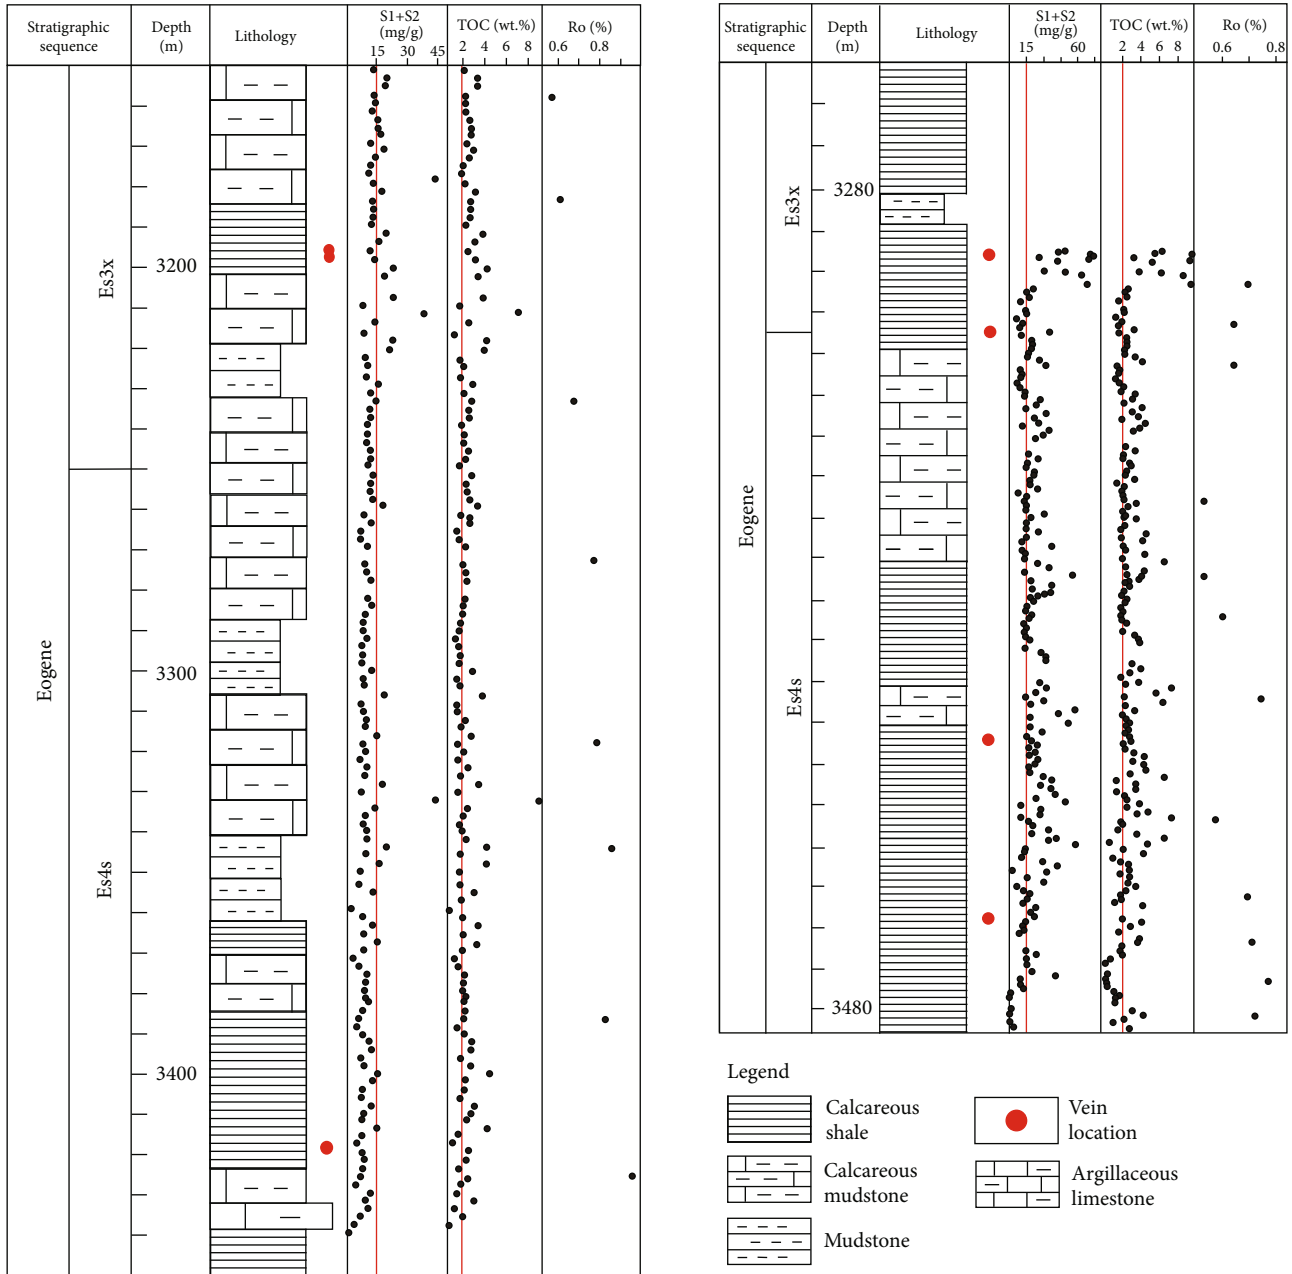 Stratigraphic
sequence
Depth
(m)
Lithology
S1+S2
(mg/g)
15 30 45
TOC (wt.%)
2 4 6 8
Ro (%)
0.6 0.8
Eogene
Es3x
Es4s
3200
3300
3400
Stratigraphic
sequence
Depth
(m)
Lithology
S1+S2
(mg/g)
15 60
TOC (wt.%)
2 4 6 8
Ro (%)
0.6 0.8
Eogene
Es3x
Es4s
3280
3480
Legend
Calcareous
shale
Calcareous
mudstone
Mudstone
Vein
location
Argillaceous
limestone